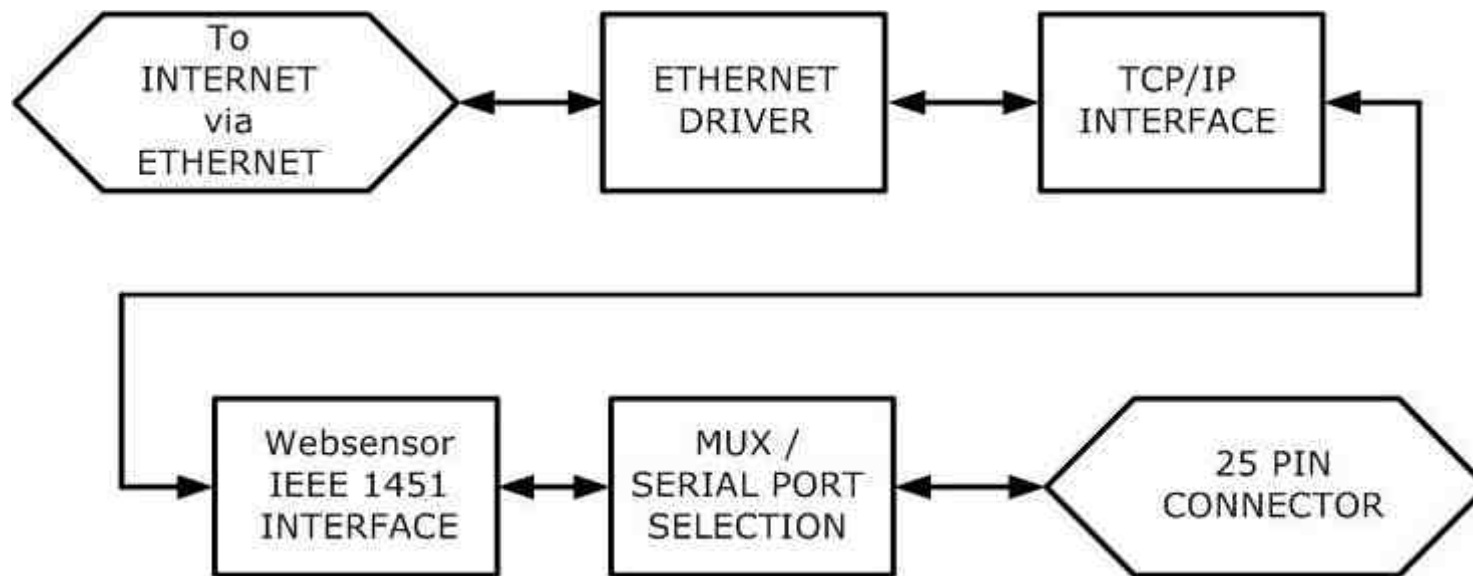 To
INTERNET
via
ETHERNET
ETHERNET
DRIVER
TCP/IP
INTERFACE
Websensor
IEEE 1451
INTERFACE
MUX /
SERIAL PORT
SELECTION
25 PIN
CONNECTOR